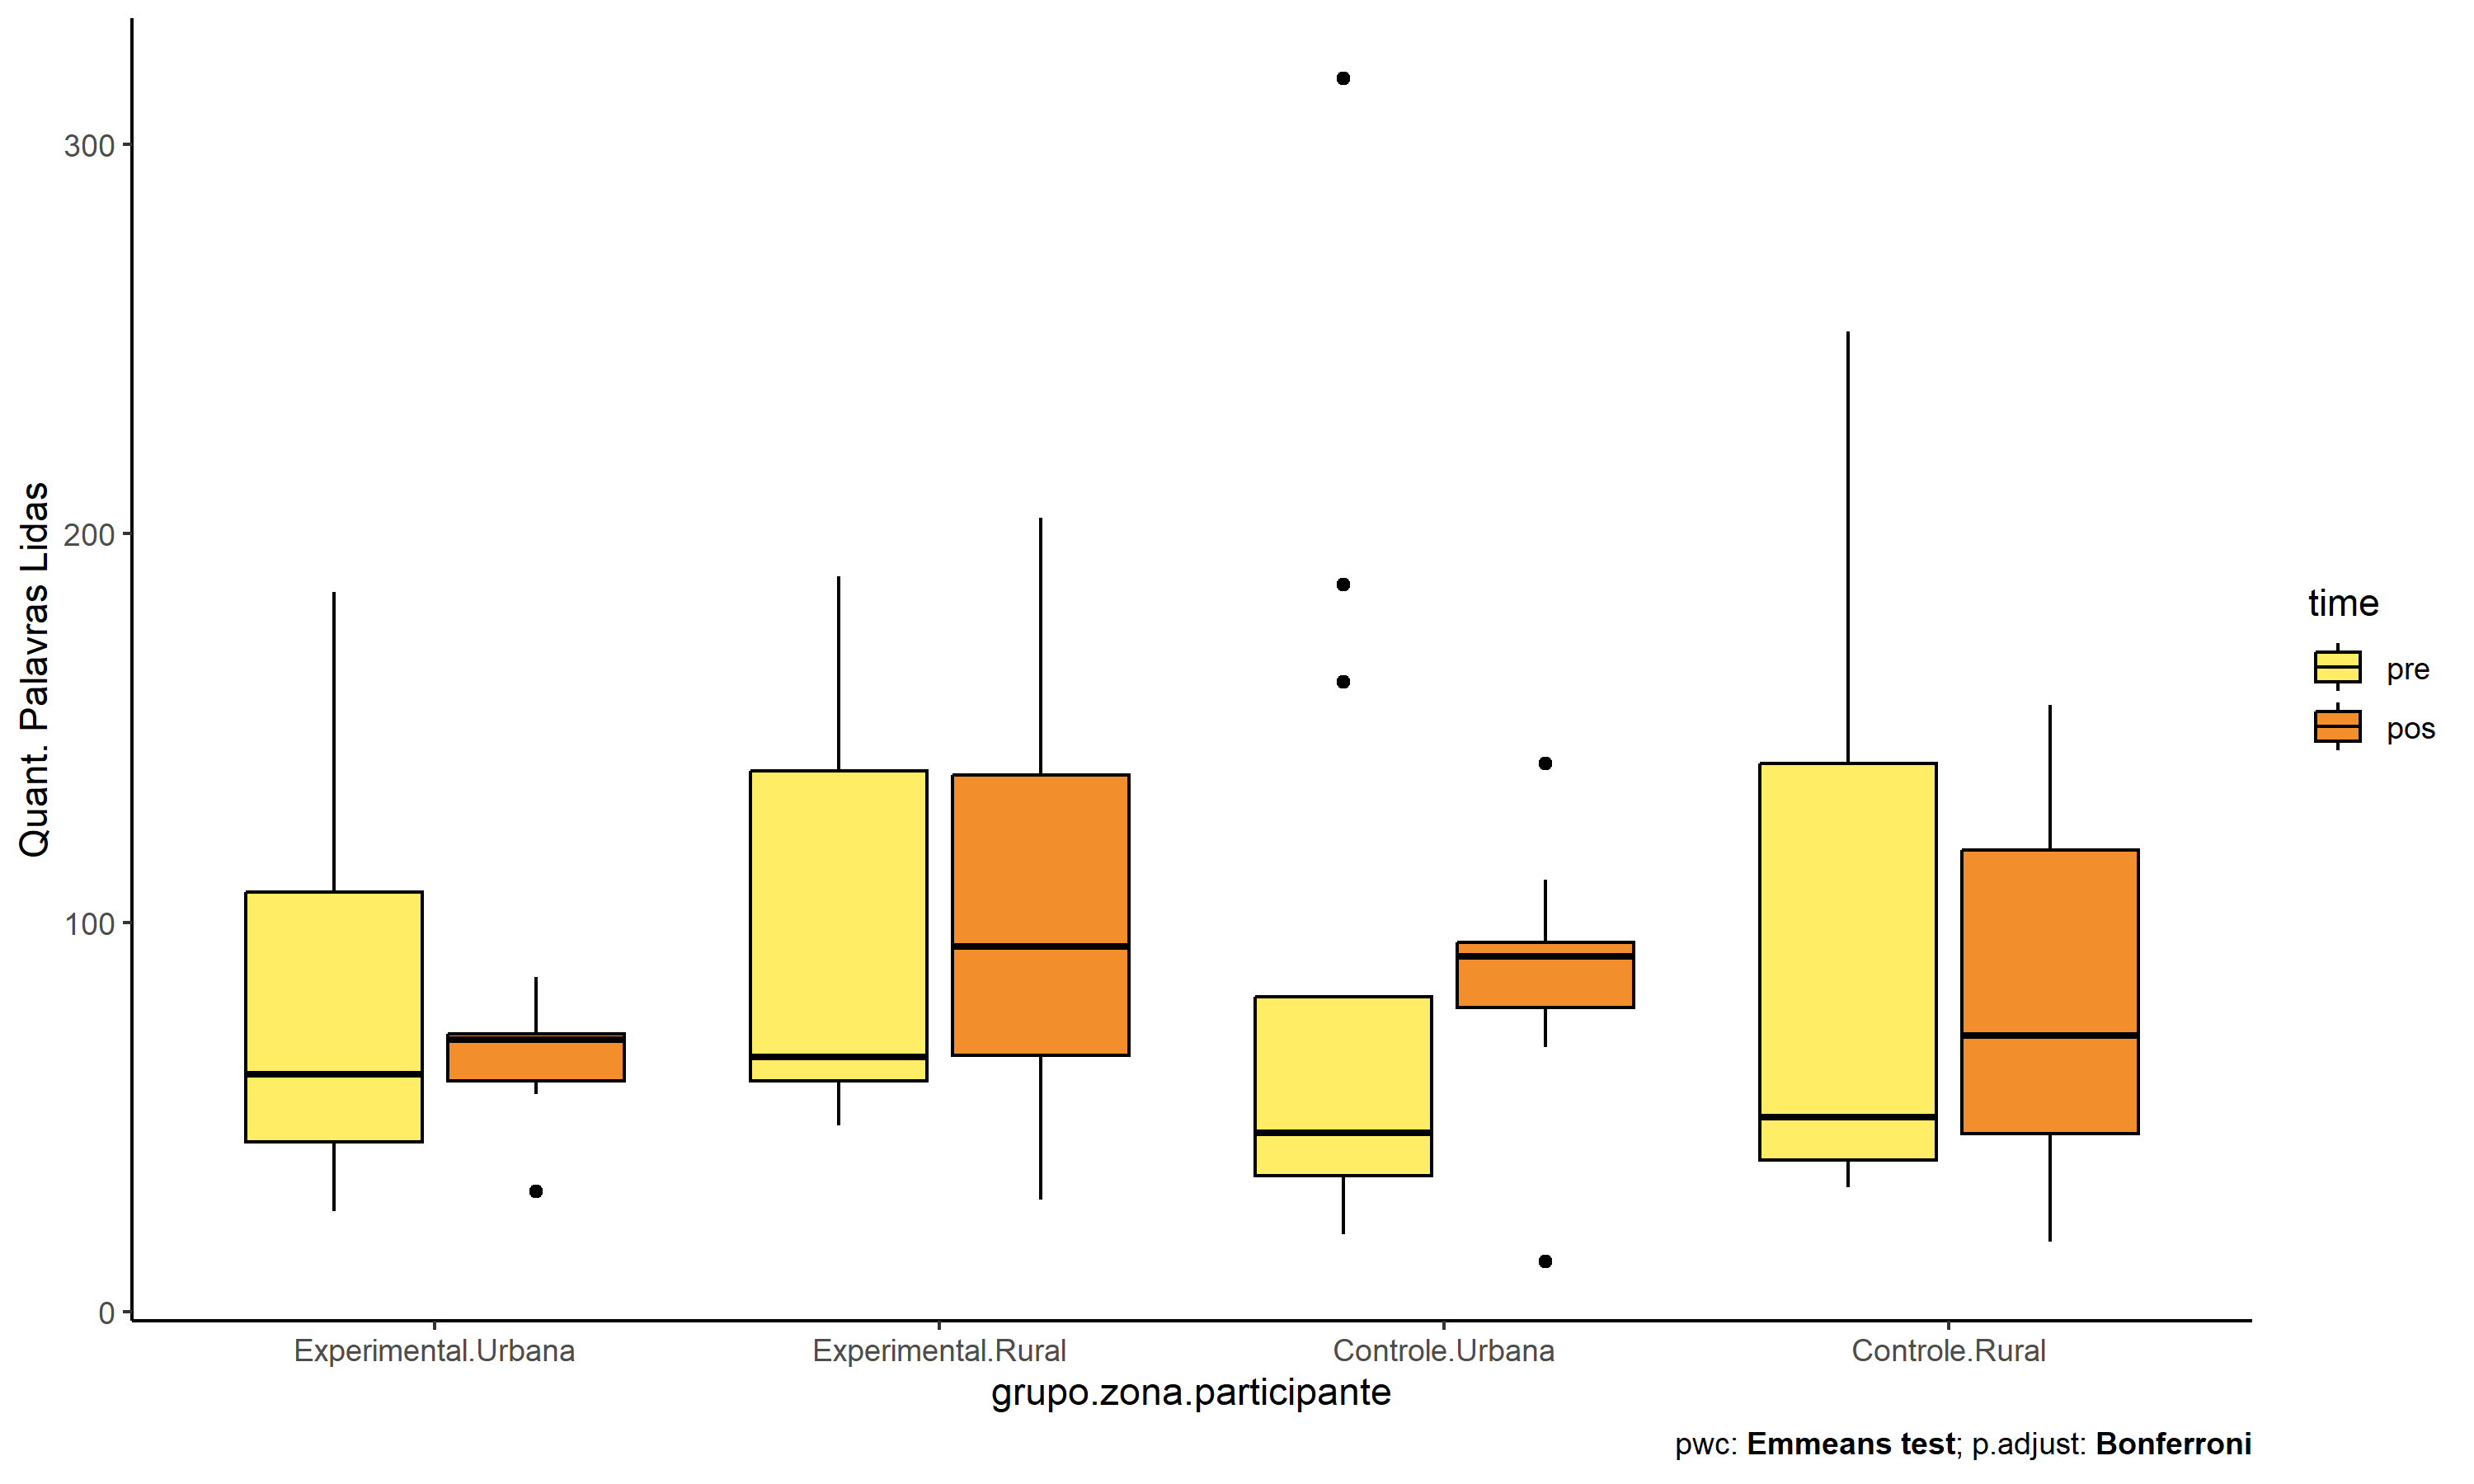 Quant. Palavras Lidas
300
200
100
0
Experimental.Urbana
Experimental.Rural
Controle.Urbana
Controle.Rural
grupo.zona.participante
time
pre
pos
pwc: Emmeans test; p.adjust: Bonferroni